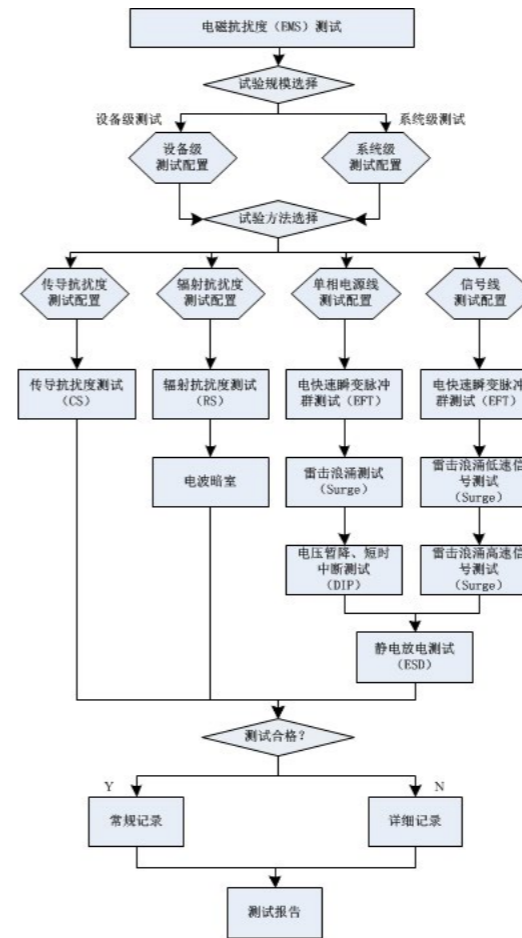 电磁抗扰度（EMS）测试
试验规模选择
设备级测试
系统级测试
设备级
测试配置
系统级
测试配置
试验方法选择
传导抗扰度
测试配置
辐射抗扰度
测试配置
单相电源线
测试配置
信号线
测试配置
传导抗扰度测试
（CS）
辐射抗扰度测试
（RS）
电快速瞬变脉冲
群测试（EFT）
电快速瞬变脉冲
群测试（EFT）
电波暗室
雷击浪涌测试
（Surge）
雷击浪涌低速信
号测试
（Surge）
电压暂降、短时
中断测试
（DIP）
雷击浪涌高速信
号测试
（Surge）
静电放电测试
（ESD）
测试合格？
Y
N
常规记录
详细记录
测试报告